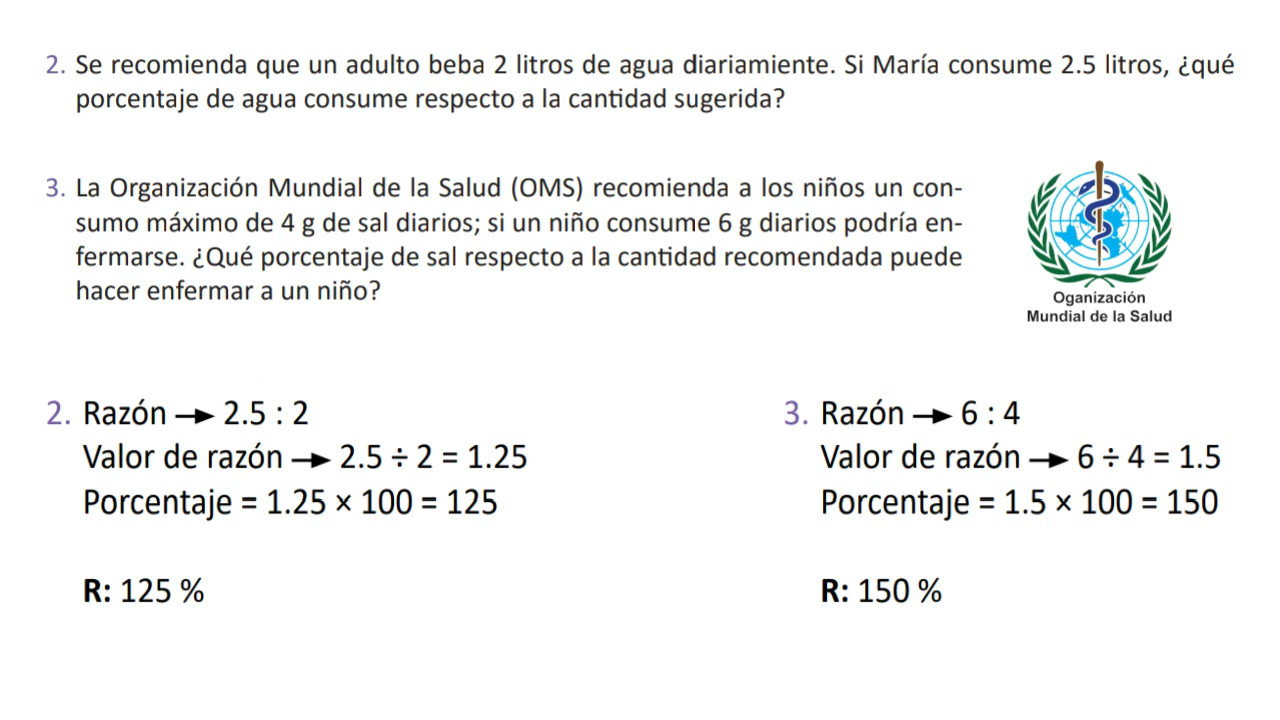 2. Se recomienda que un adulto beba 2 litros de agua diariamiente. Si María consume 2.5 litros, ¿qué
porcentaje de agua consume respecto a la cantidad sugerida?
3. La Organización Mundial de la Salud (OMS) recomienda a los niños un con-
sumo máximo de 4 g de sal diarios; si un niño consume 6 g diarios podría en-
fermarse. ¿Qué porcentaje de sal respecto a la cantidad recomendada puede
hacer enfermar a un niño?
Oganización
Mundial de la Salud
2. Razón → 2.5 : 2
Valor de razón → 2.5 ÷ 2 = 1.25
Porcentaje = 1.25 × 100 = 125
R: 125 %
3. Razón → 6 : 4
Valor de razón → 6 ÷ 4 = 1.5
Porcentaje = 1.5 × 100 = 150
R: 150 %